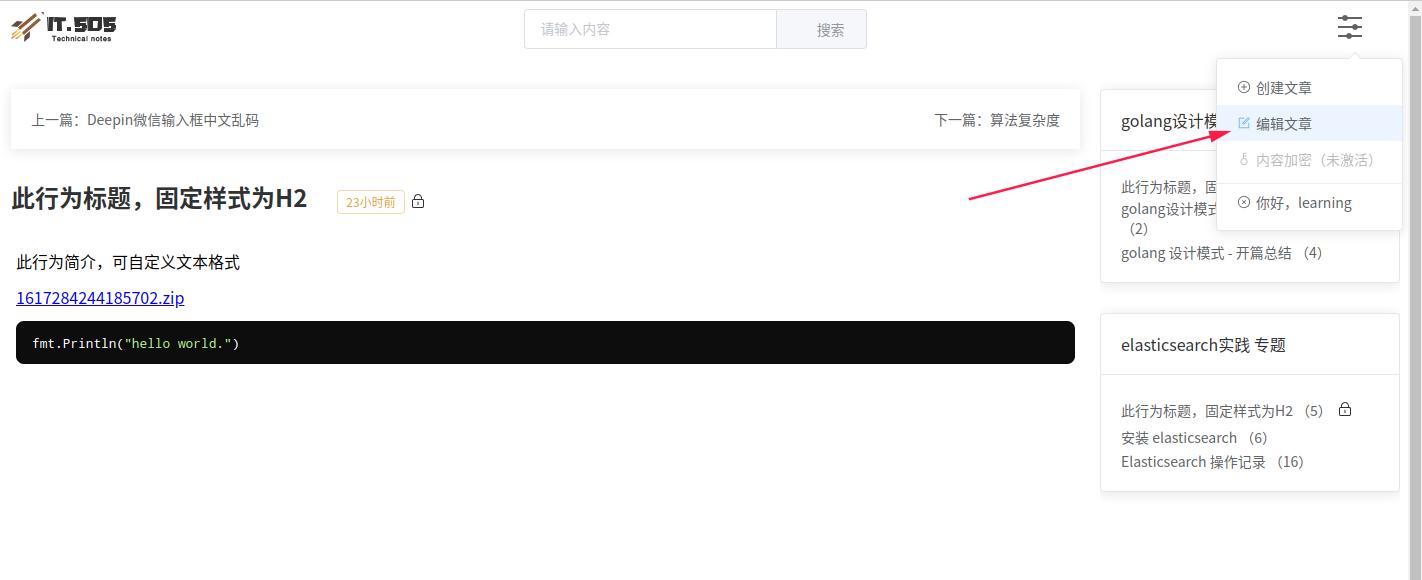 IT.505
Technical notes
请输入内容
搜索
创建文章
编辑文章
内容加密（未激活）
你好，learning
上一篇：Deepin微信输入框中文乱码
下一篇：算法复杂度
此行为标题，固定样式为H2
23小时前
此行为简介，可自定义文本格式
1617284244185702.zip
fmt.Println("hello world.")
golang设计模
此行为标题，固
golang设计模式
（2）
golang 设计模式 - 开篇总结 （4）
elasticsearch实践 专题
此行为标题，固定样式为H2 （5）
安装 elasticsearch （6）
Elasticsearch 操作记录 （16）